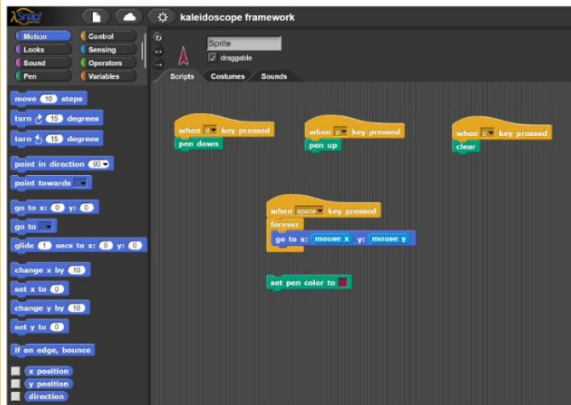 Snap!
kaleidoscope framework
Motion Control
Looks Sensing
Sound Operators
Pen Variables
Sprite
draggable
Scripts Costumes Sounds
move 10 steps
turn 15 degrees
turn 15 degrees
point in direction 90
point towards
go to x: 0 y: 0
go to
glide 1 secs to x: 0 y: 0
change x by 10
set x to 0
change y by 10
set y to 0
if on edge, bounce
x position
y position
direction
when d key pressed
pen down
when u key pressed
pen up
when c key pressed
clear
when space key pressed
forever
go to x: mouse x y: mouse y
set pen color to